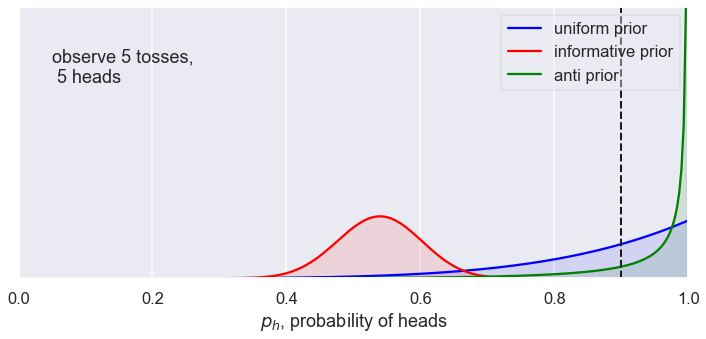 observe 5 tosses,
5 heads
uniform prior
informative prior
anti prior
0.0 0.2 0.4 0.6 0.8 1.0
pₕ, probability of heads